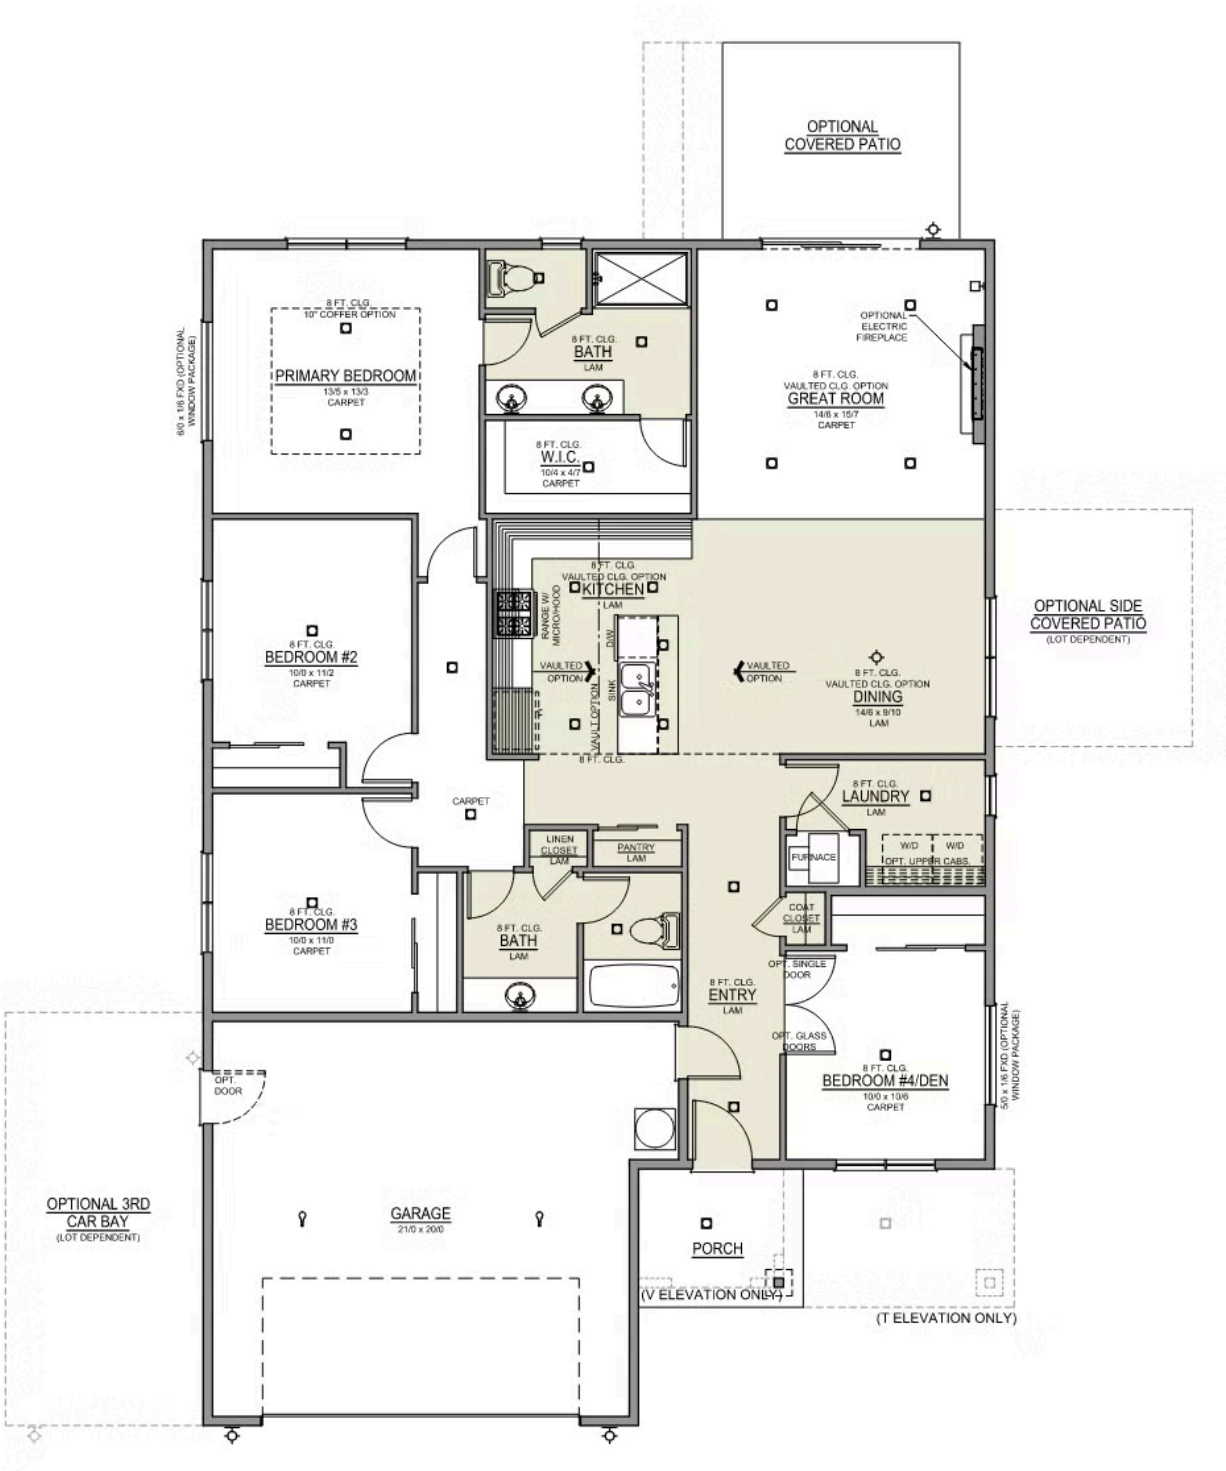 OPTIONAL
COVERED PATIO
8 FT. CLG.
10" COFFER OPTION
PRIMARY BEDROOM
13/5 x 13/3
CARPET
6/0 x 1/6 FXD (OPTIONAL
WINDOW PACKAGE)
8 FT. CLG.
BATH
LAM
8 FT. CLG.
W.I.C.
10/4 x 4/7
CARPET
OPTIONAL
ELECTRIC
FIREPLACE
8 FT. CLG.
VAULTED CLG. OPTION
GREAT ROOM
14/6 x 15/7
CARPET
8 FT. CLG.
VAULTED CLG. OPTION
KITCHEN
LAM
RANGE W/
MICRO/HOOD
D/W
SINK
VAULTED
OPTION
VAULT OPTION
8 FT. CLG.
VAULTED
OPTION
8 FT. CLG.
VAULTED CLG. OPTION
DINING
14/6 x 9/10
LAM
OPTIONAL SIDE
COVERED PATIO
(LOT DEPENDENT)
8 FT. CLG.
BEDROOM #2
10/0 x 11/2
CARPET
CARPET
8 FT. CLG.
LAUNDRY
LAM
W/D
W/D
OPT. UPPER CABS.
FURNACE
LINEN
CLOSET
LAM
PANTRY
LAM
8 FT. CLG.
BEDROOM #3
10/0 x 11/0
CARPET
8 FT. CLG.
BATH
LAM
COAT
CLOSET
LAM
OPT. SINGLE
DOOR
8 FT. CLG.
ENTRY
LAM
OPT. GLASS
DOORS
8 FT. CLG.
BEDROOM #4/DEN
10/0 x 10/6
CARPET
5/0 x 1/6 FXD (OPTIONAL
WINDOW PACKAGE)
OPT.
DOOR
OPTIONAL 3RD
CAR BAY
(LOT DEPENDENT)
GARAGE
21/0 x 20/0
PORCH
(V ELEVATION ONLY)
(T ELEVATION ONLY)